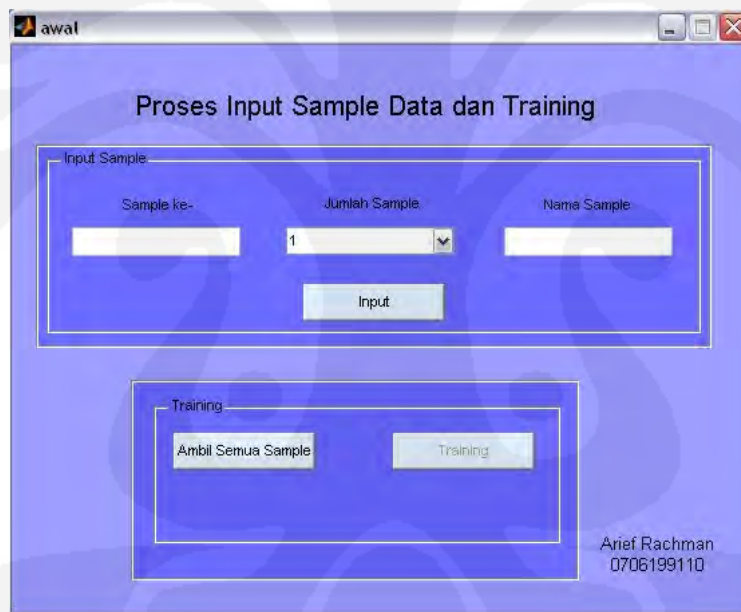 awal
Proses Input Sample Data dan Training
Input Sample
Sample ke-
Jumlah Sample
Nama Sample
1
Input
Training
Ambil Semua Sample
Training
Arief Rachman
0706199110